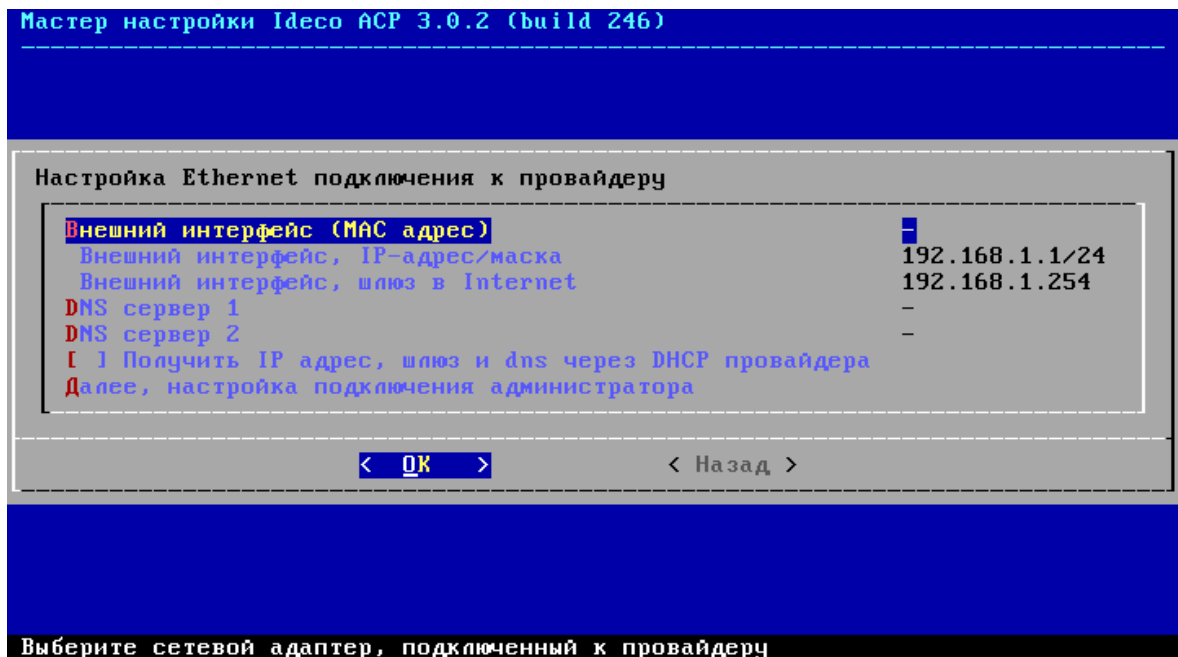 Мастер настройки Ideco АСР 3.0.2 (build 246)
Настройка Ethernet подключения к провайдеру
Внешний интерфейс (MAC адрес) -
Внешний интерфейс, IP-адрес/маска 192.168.1.1/24
Внешний интерфейс, шлюз в Internet 192.168.1.254
DNS сервер 1 -
DNS сервер 2 -
[ ] Получить IP адрес, шлюз и dns через DHCP провайдера
Далее, настройка подключения администратора
< OK > < Назад >
Выберите сетевой адаптер, подключенный к провайдеру